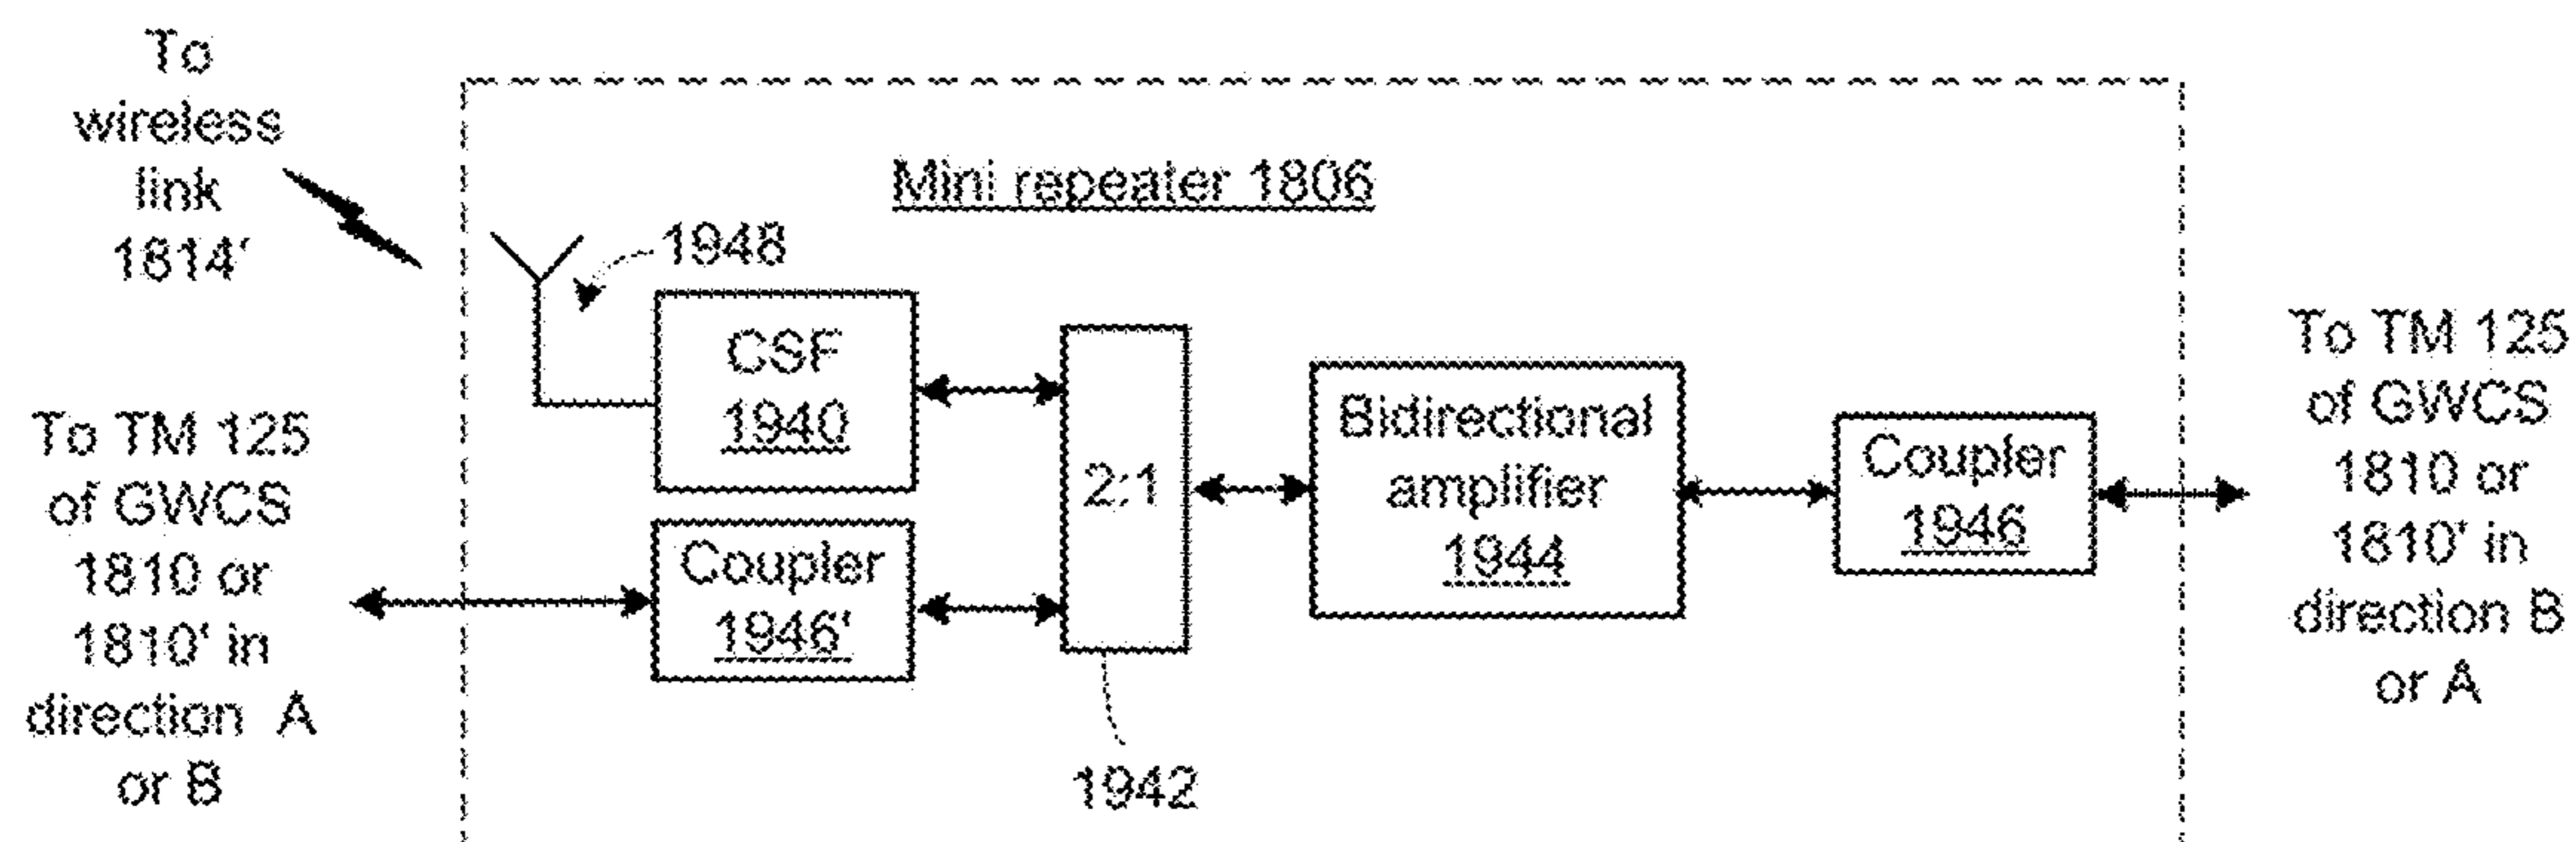 To
wireless
link
1814'
Mini repeater 1806
1948
CSF
1940
2:1
Bidirectional
amplifier
1944
Coupler
1946
To TM 125
of GWCS
1810 or
1810' in
direction B
or A
To TM 125
of GWCS
1810 or
1810' in
direction A
or B
Coupler
1946'
1942